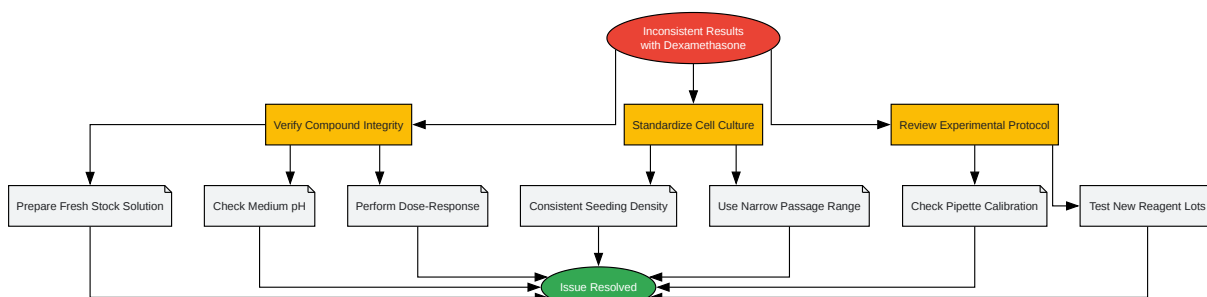 Inconsistent Results
with Dexamethasone
Verify Compound Integrity
Standardize Cell Culture
Review Experimental Protocol
Prepare Fresh Stock Solution
Check Medium pH
Perform Dose-Response
Consistent Seeding Density
Use Narrow Passage Range
Check Pipette Calibration
Test New Reagent Lots
Issue Resolved